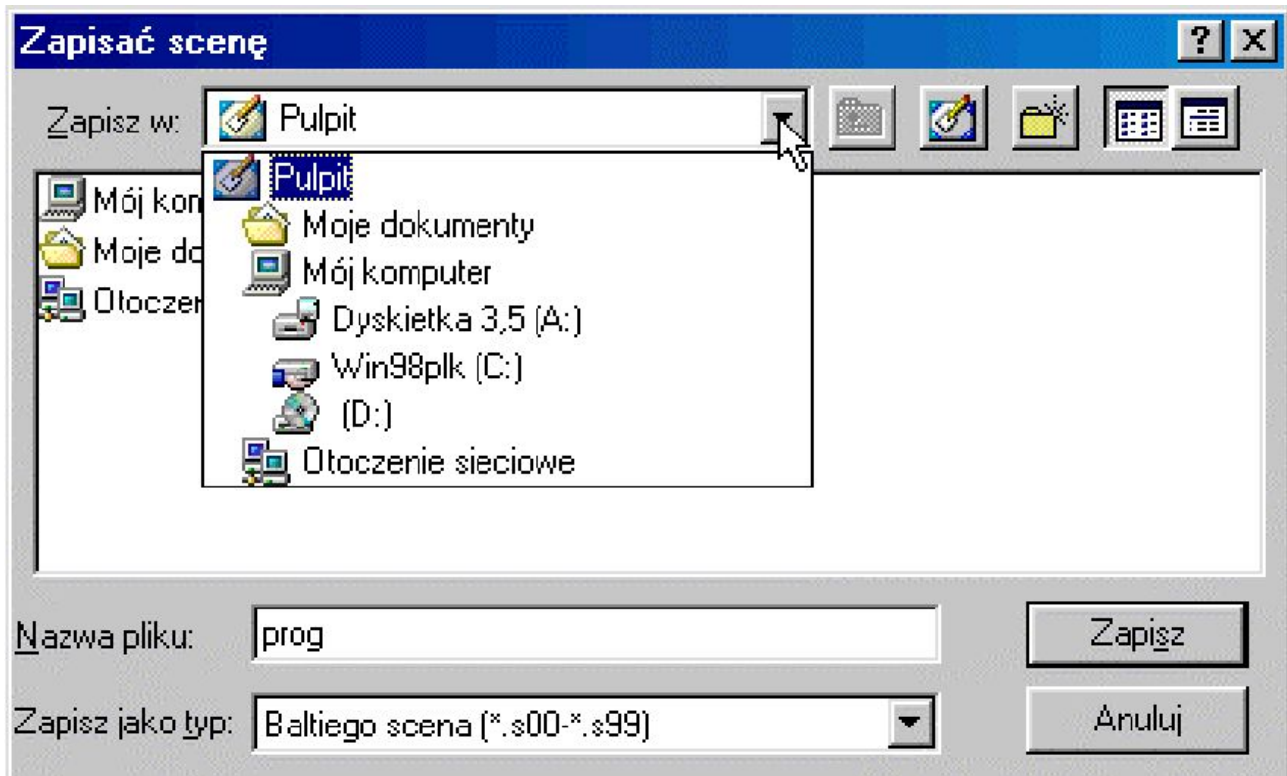 Zapisać scenę
Zapisz w: Pulpit
Pulpit
Mój kom
Moje dokumenty
Moje do
Mój komputer
Otoczen
Dyskietka 3,5 (A:)
Win98plk (C:)
(D:)
Otoczenie sieciowe
Nazwa pliku: prog
Zapisz
Zapisz jako typ: Baltiego scena (*.s00-*.s99)
Anuluj